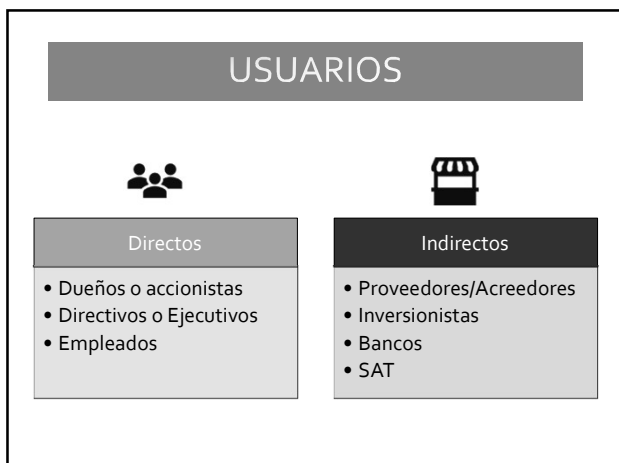 USUARIOS
Directos
• Dueños o accionistas
• Directivos o Ejecutivos
• Empleados
Indirectos
• Proveedores/Acreedores
• Inversionistas
• Bancos
• SAT